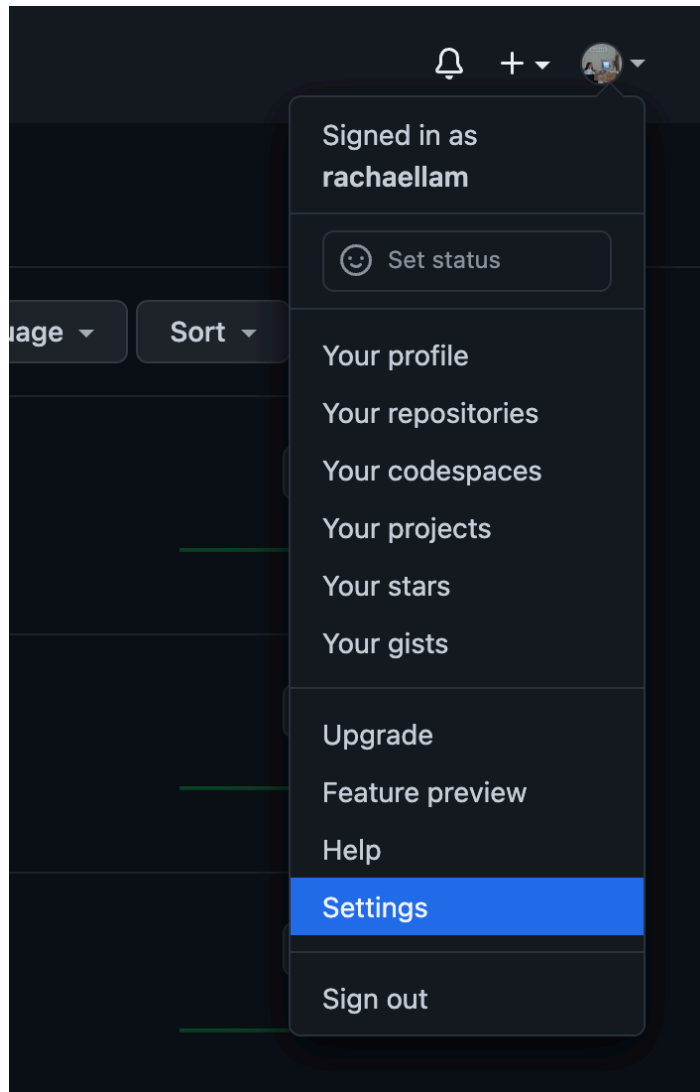 Signed in as
rachaellam
Set status
Sort
Your profile
Your repositories
Your codespaces
Your projects
Your stars
Your gists
Upgrade
Feature preview
Help
Settings
Sign out